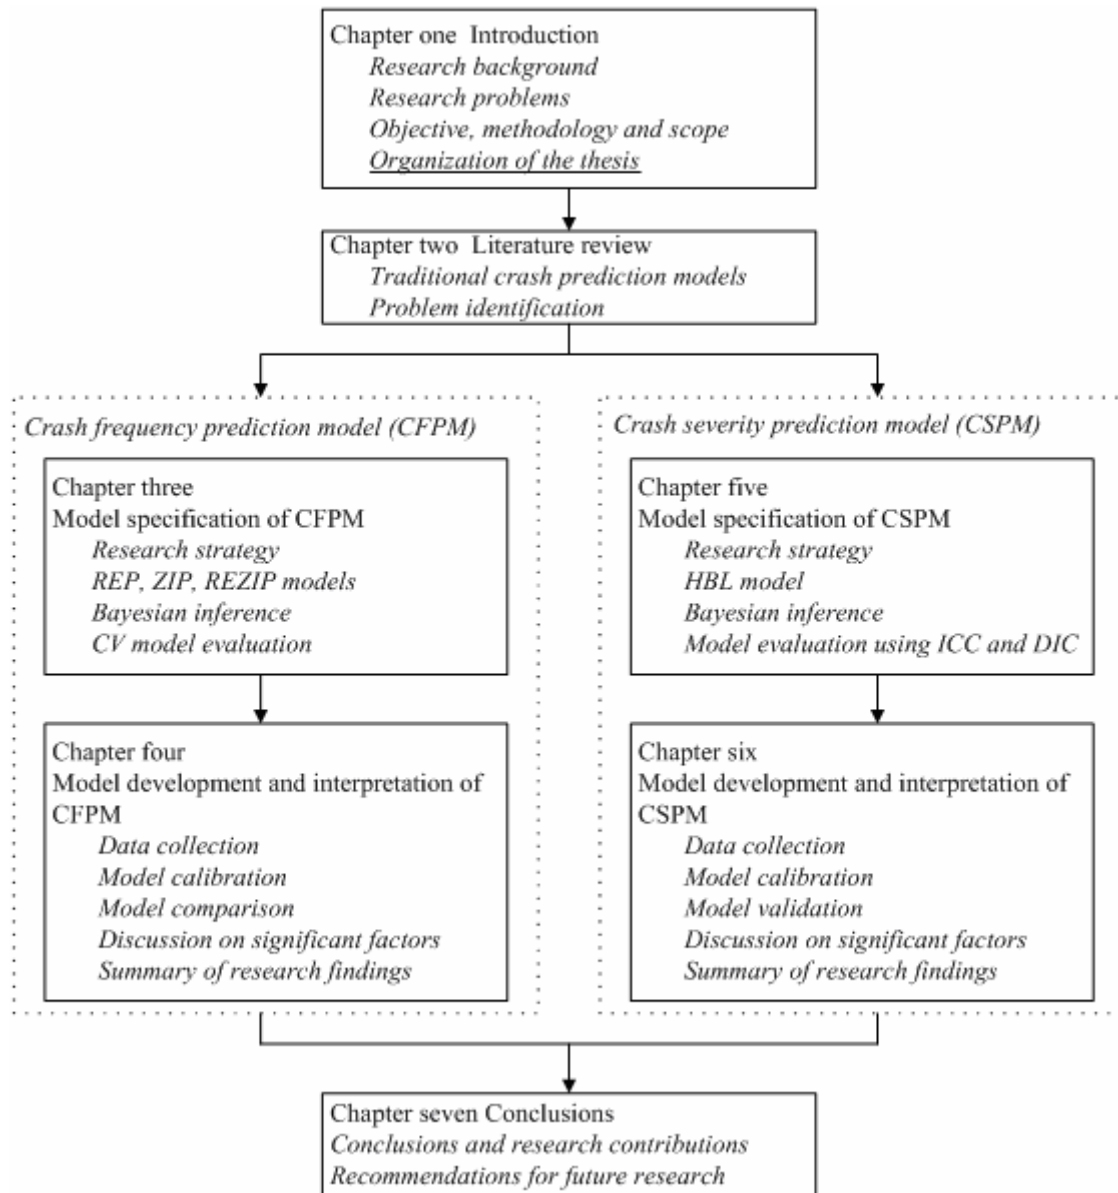 Chapter one  Introduction
Research background
Research problems
Objective, methodology and scope
Organization of the thesis
Chapter two  Literature review
Traditional crash prediction models
Problem identification
Crash frequency prediction model (CFPM)
Chapter three
Model specification of CFPM
Research strategy
REP, ZIP, REZIP models
Bayesian inference
CV model evaluation
Chapter four
Model development and interpretation of
CFPM
Data collection
Model calibration
Model comparison
Discussion on significant factors
Summary of research findings
Crash severity prediction model (CSPM)
Chapter five
Model specification of CSPM
Research strategy
HBL model
Bayesian inference
Model evaluation using ICC and DIC
Chapter six
Model development and interpretation of
CSPM
Data collection
Model calibration
Model validation
Discussion on significant factors
Summary of research findings
Chapter seven Conclusions
Conclusions and research contributions
Recommendations for future research